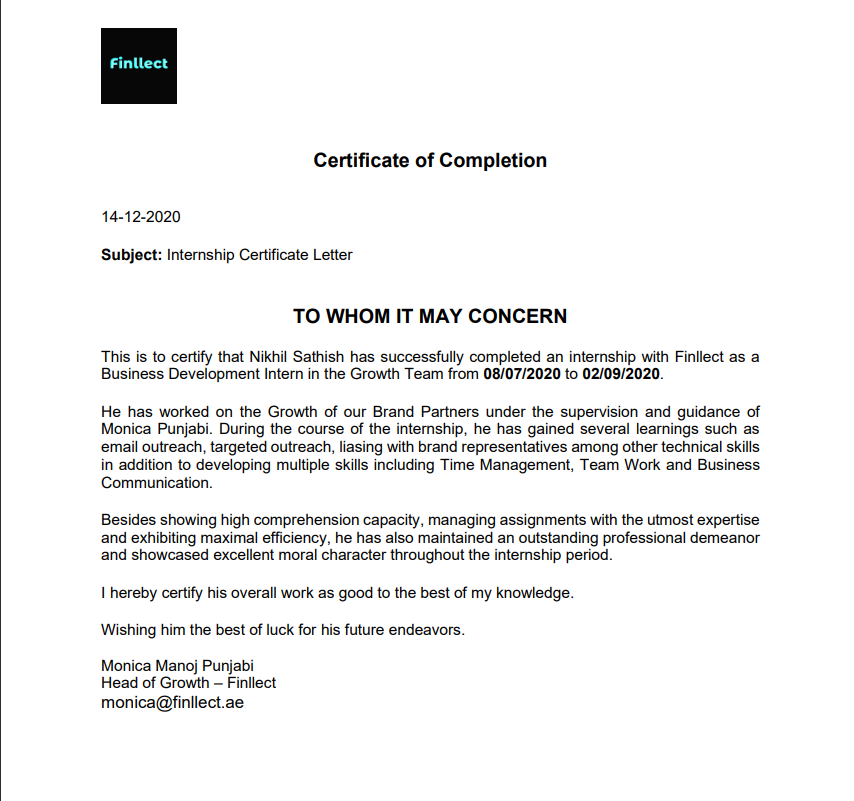 Finllect
Certificate of Completion
14-12-2020
Subject: Internship Certificate Letter
TO WHOM IT MAY CONCERN
This is to certify that Nikhil Sathish has successfully completed an internship with Finllect as a
Business Development Intern in the Growth Team from 08/07/2020 to 02/09/2020.
He has worked on the Growth of our Brand Partners under the supervision and guidance of
Monica Punjabi. During the course of the internship, he has gained several learnings such as
email outreach, targeted outreach, liasing with brand representatives among other technical skills
in addition to developing multiple skills including Time Management, Team Work and Business
Communication.
Besides showing high comprehension capacity, managing assignments with the utmost expertise
and exhibiting maximal efficiency, he has also maintained an outstanding professional demeanor
and showcased excellent moral character throughout the internship period.
I hereby certify his overall work as good to the best of my knowledge.
Wishing him the best of luck for his future endeavors.
Monica Manoj Punjabi
Head of Growth – Finllect
monica@finllect.ae